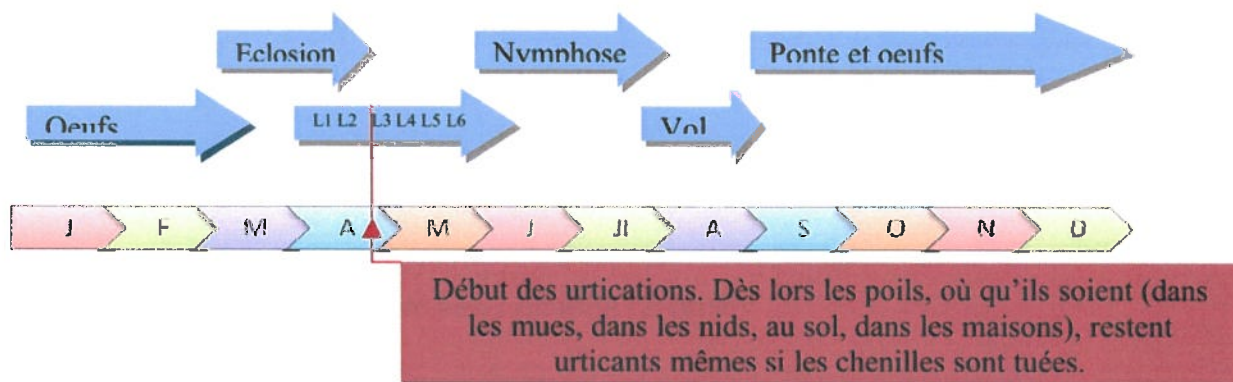 Eclosion
Nymphose
Ponte et oeufs
Oeufs
L1 L2 L3 L4 L5 L6
Vol
J F M A M J Jl A S O N D
Début des urtications. Dès lors les poils, où qu'ils soient (dans
les mues, dans les nids, au sol, dans les maisons), restent
urticants mêmes si les chenilles sont tuées.